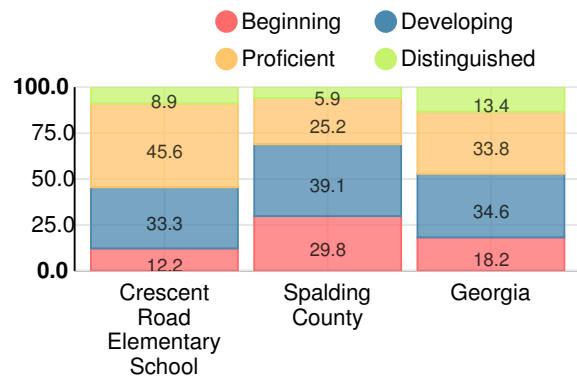 Beginning Developing
Proficient Distinguished
100.0
75.0
50.0
25.0
0.0
8.9 5.9 13.4
45.6 25.2 33.8
33.3 39.1 34.6
12.2 29.8 18.2
Crescent
Road
Elementary
School
Spalding
County
Georgia